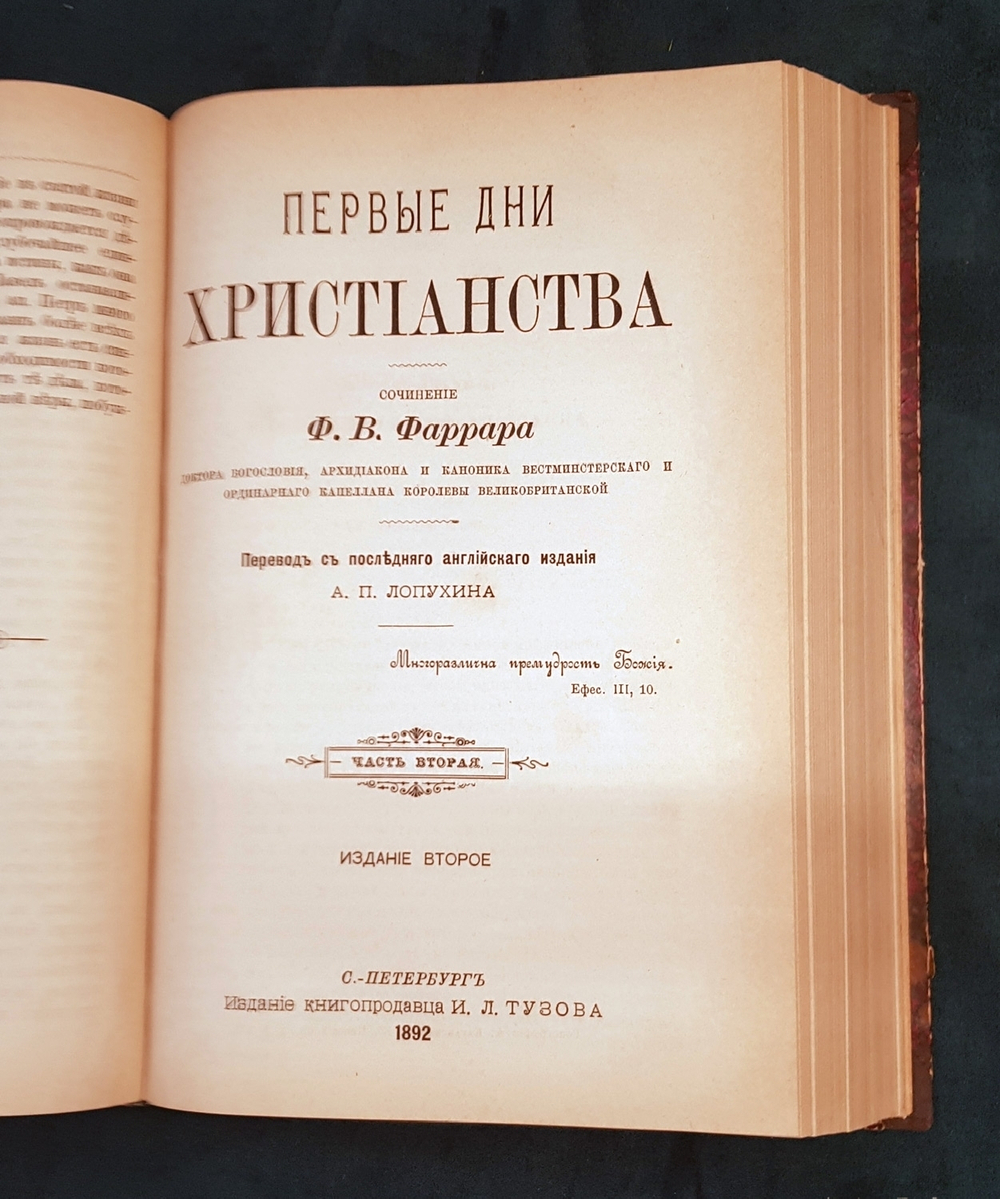 ПЕРВЫЕ ДНИ
ХРИСТІАНСТВА
СОЧИНЕНІЕ
Ф. В. Фаррара
ДОКТОРА БОГОСЛОВІЯ, АРХИДІАКОНА И КАНОНИКА ВЕСТМИНСТЕРСКАГО И
ОРДИНАРНАГО КАПЕЛЛАНА КОРОЛЕВЫ ВЕЛИКОБРИТАНСКОЙ
Переводъ съ послѣдняго англійскаго изданія
А. П. ЛОПУХИНА
Многоразлична премудрость Божія.
Ефес. III, 10.
ЧАСТЬ ВТОРАЯ.
ИЗДАНІЕ ВТОРОЕ
С.-ПЕТЕРБУРГЪ
Изданіе книгопродавца И. Л. ТУЗОВА
1892